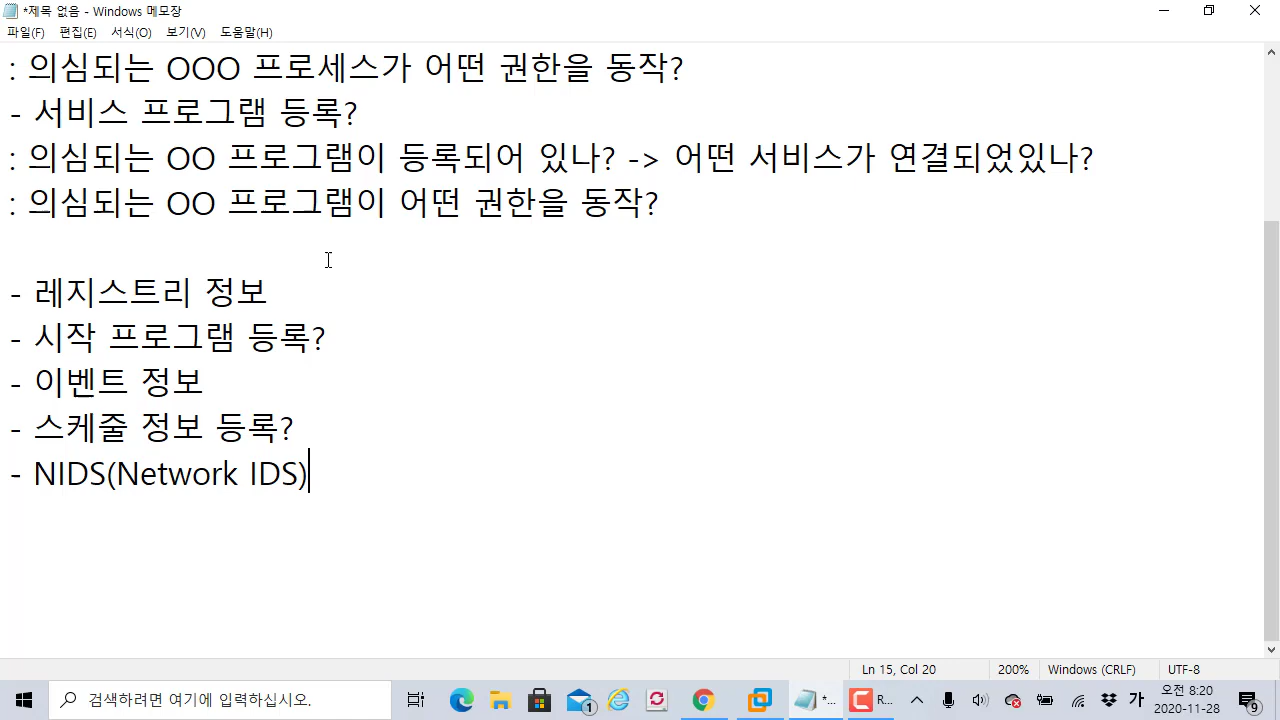 *제목 없음 - Windows 메모장
파일(F) 편집(E) 서식(O) 보기(V) 도움말(H)
: 의심되는 OOO 프로세스가 어떤 권한을 동작?
- 서비스 프로그램 등록?
: 의심되는 OO 프로그램이 등록되어 있나? -> 어떤 서비스가 연결되었있나?
: 의심되는 OO 프로그램이 어떤 권한을 동작?
- 레지스트리 정보
- 시작 프로그램 등록?
- 이벤트 정보
- 스케줄 정보 등록?
- NIDS(Network IDS)
Ln 15, Col 20 200% Windows (CRLF) UTF-8
검색하려면 여기에 입력하십시오. 1 *... R... 가 오전 8:20 9
2020-11-28